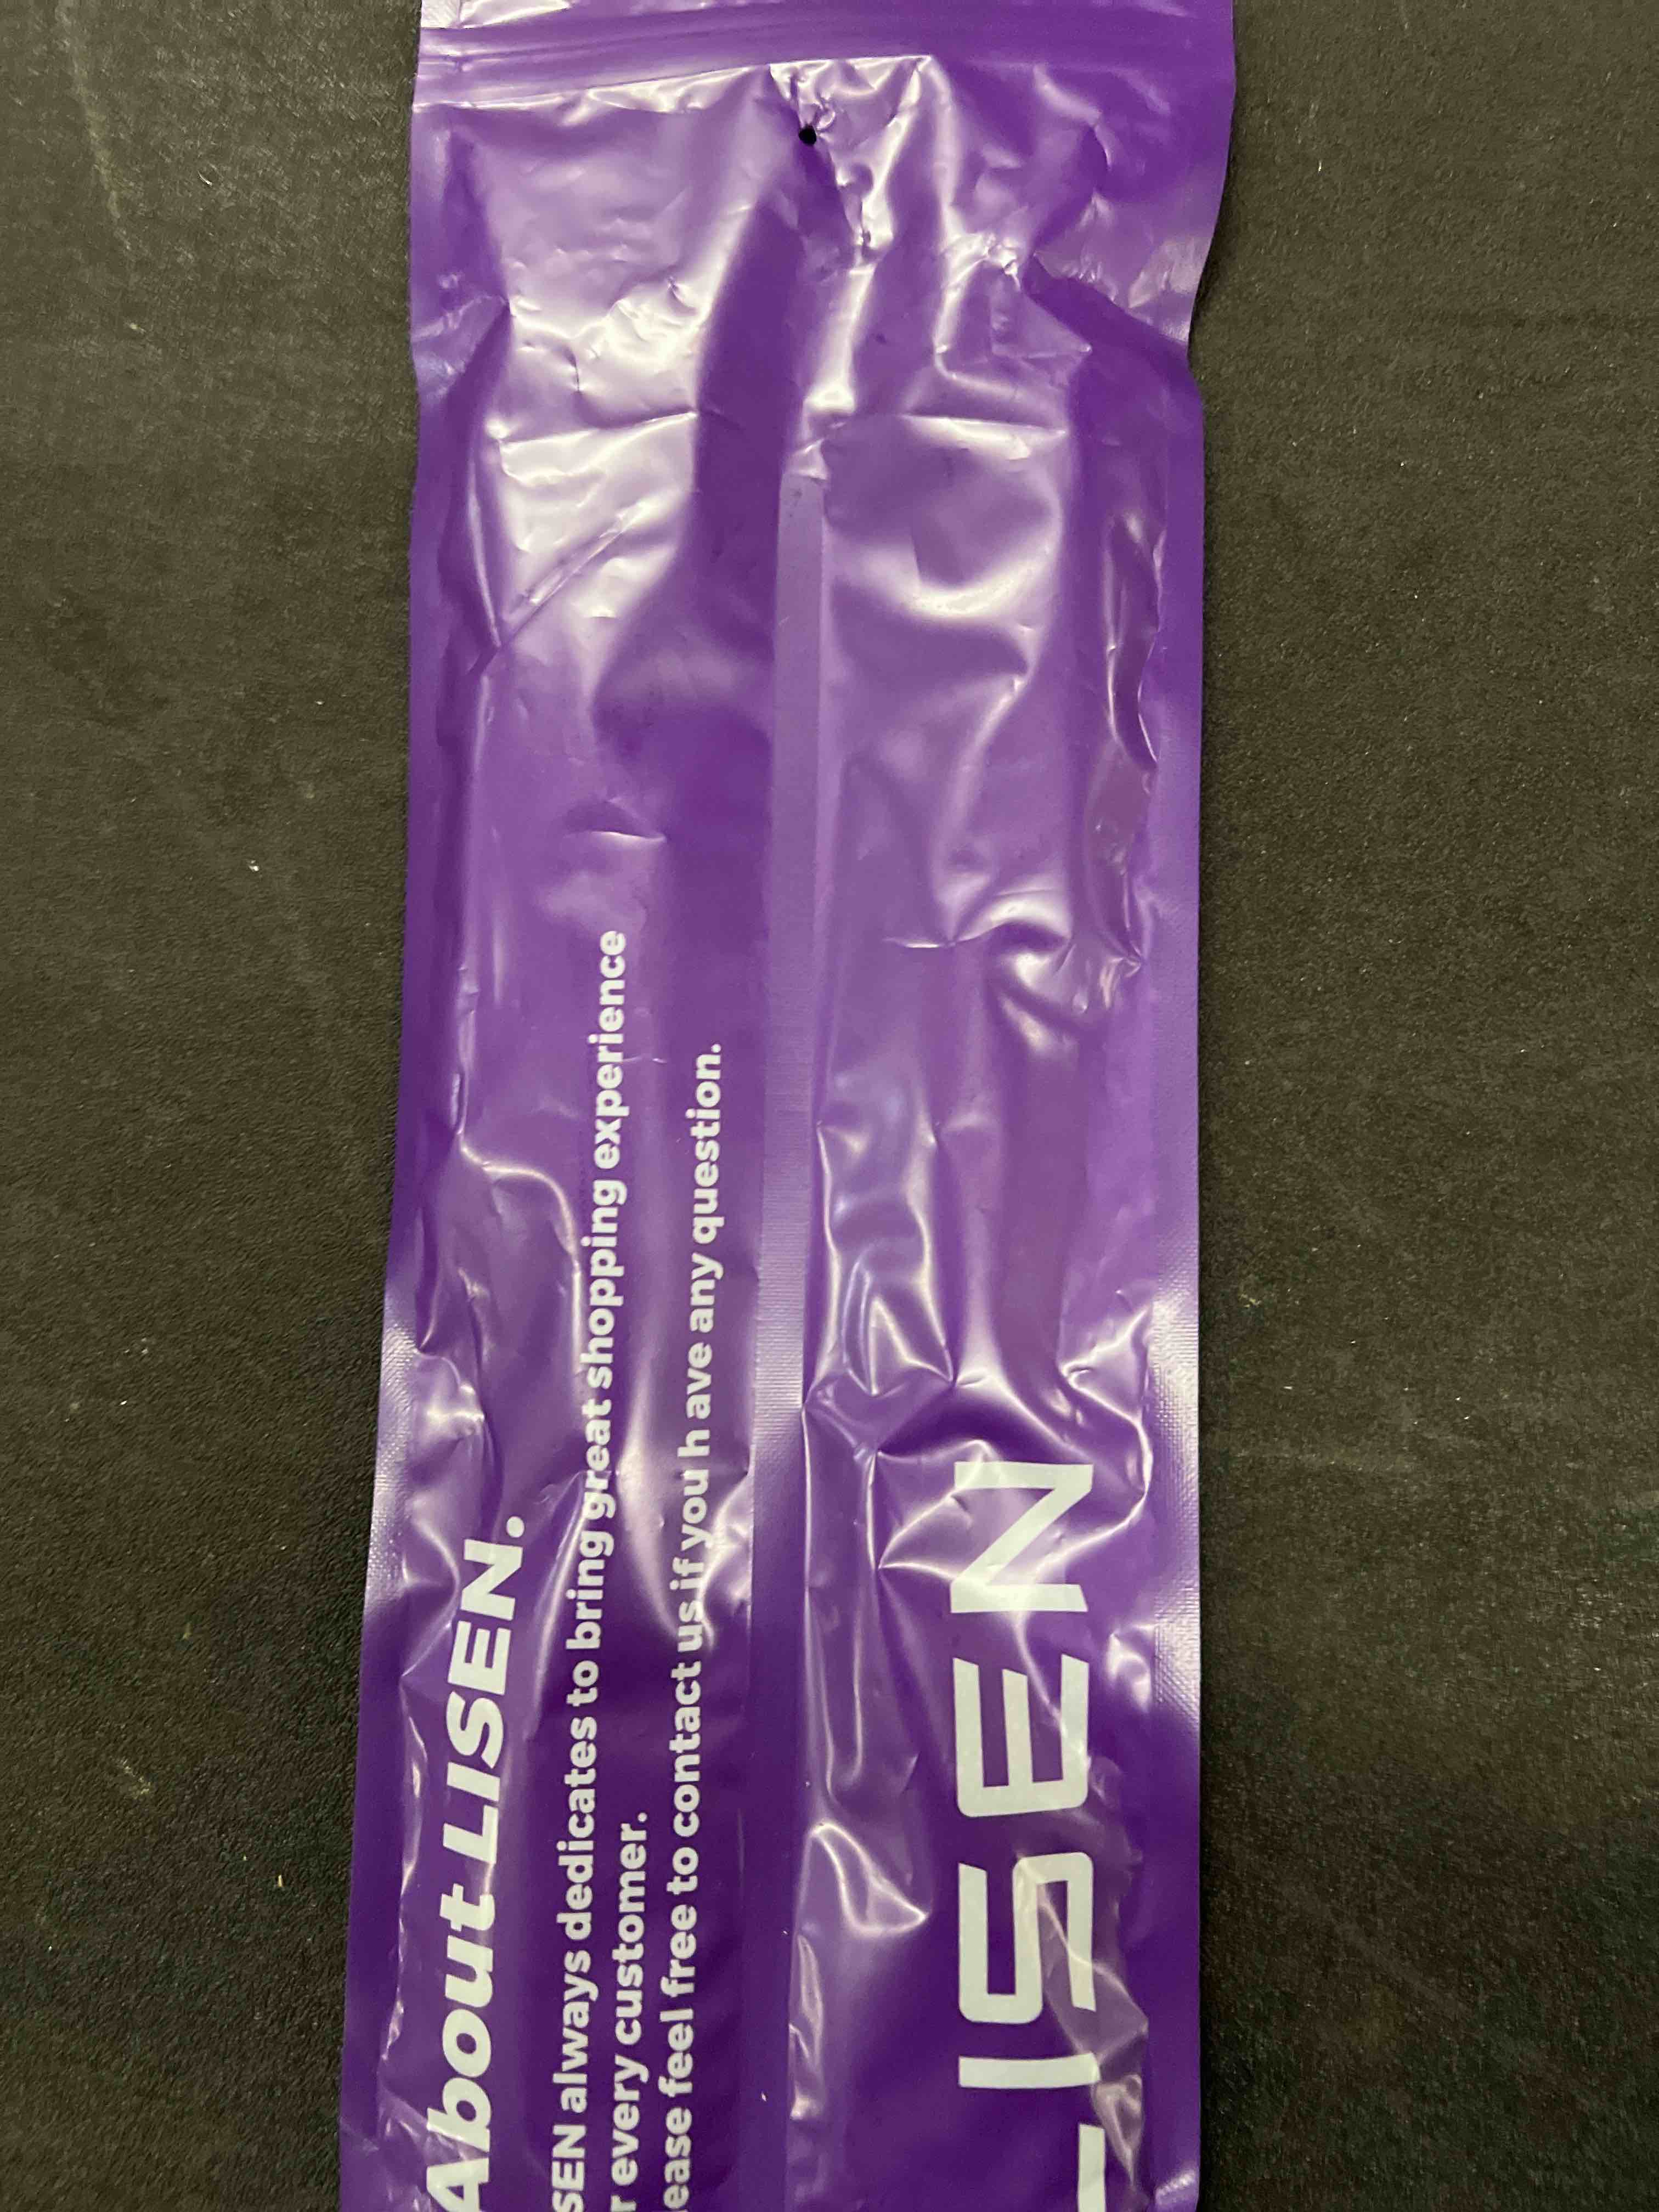 About LISEN.
SEN always dedicates to bring great shopping experience
r every customer.
ease feel free to contact us if you h ave any question.
LISEN